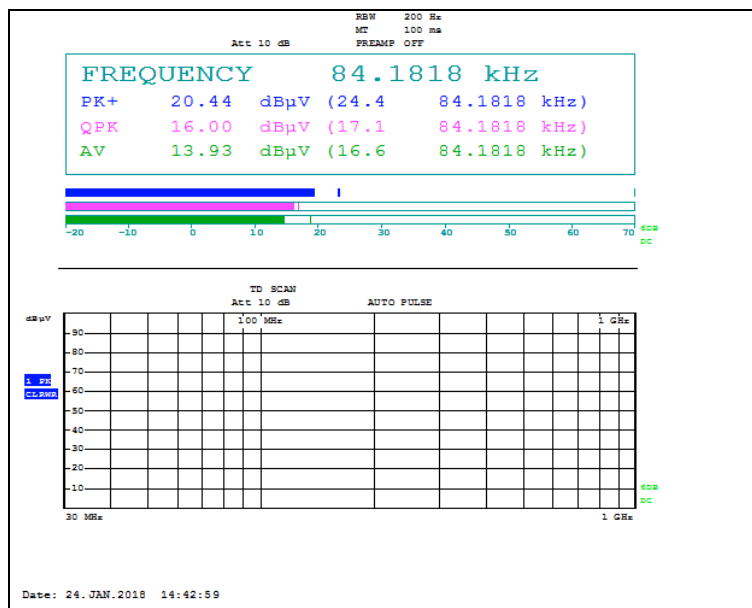 RBW 200 Hz
MT 100 ms
Att 10 dB PREAMP OFF
FREQUENCY 84.1818 kHz
PK+ 20.44 dBµV (24.4 84.1818 kHz)
QPK 16.00 dBµV (17.1 84.1818 kHz)
AV 13.93 dBµV (16.6 84.1818 kHz)
-20 -10 0 10 20 30 40 50 60 70
6DB
DC
TD SCAN
Att 10 dB AUTO PULSE
dBµV 100 MHz 1 GHz
90
80
70
1 PK
60
CLRWR
50
40
30
20
10
6DB
DC
30 MHz 1 GHz
Date: 24.JAN.2018 14:42:59